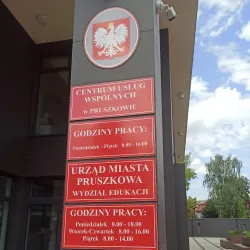 CENTRUM USŁUG
WSPÓLNYCH
w PRUSZKOWIE
GODZINY PRACY:
Poniedziałek - Piątek 8.00 - 16.00
URZĄD MIASTA
PRUSZKOWA
WYDZIAŁ EDUKACJI
GODZINY PRACY:
Poniedziałek 8.00 - 18.00
Wtorek-Czwartek 8.00 - 16.00
Piątek 8.00 - 14.00